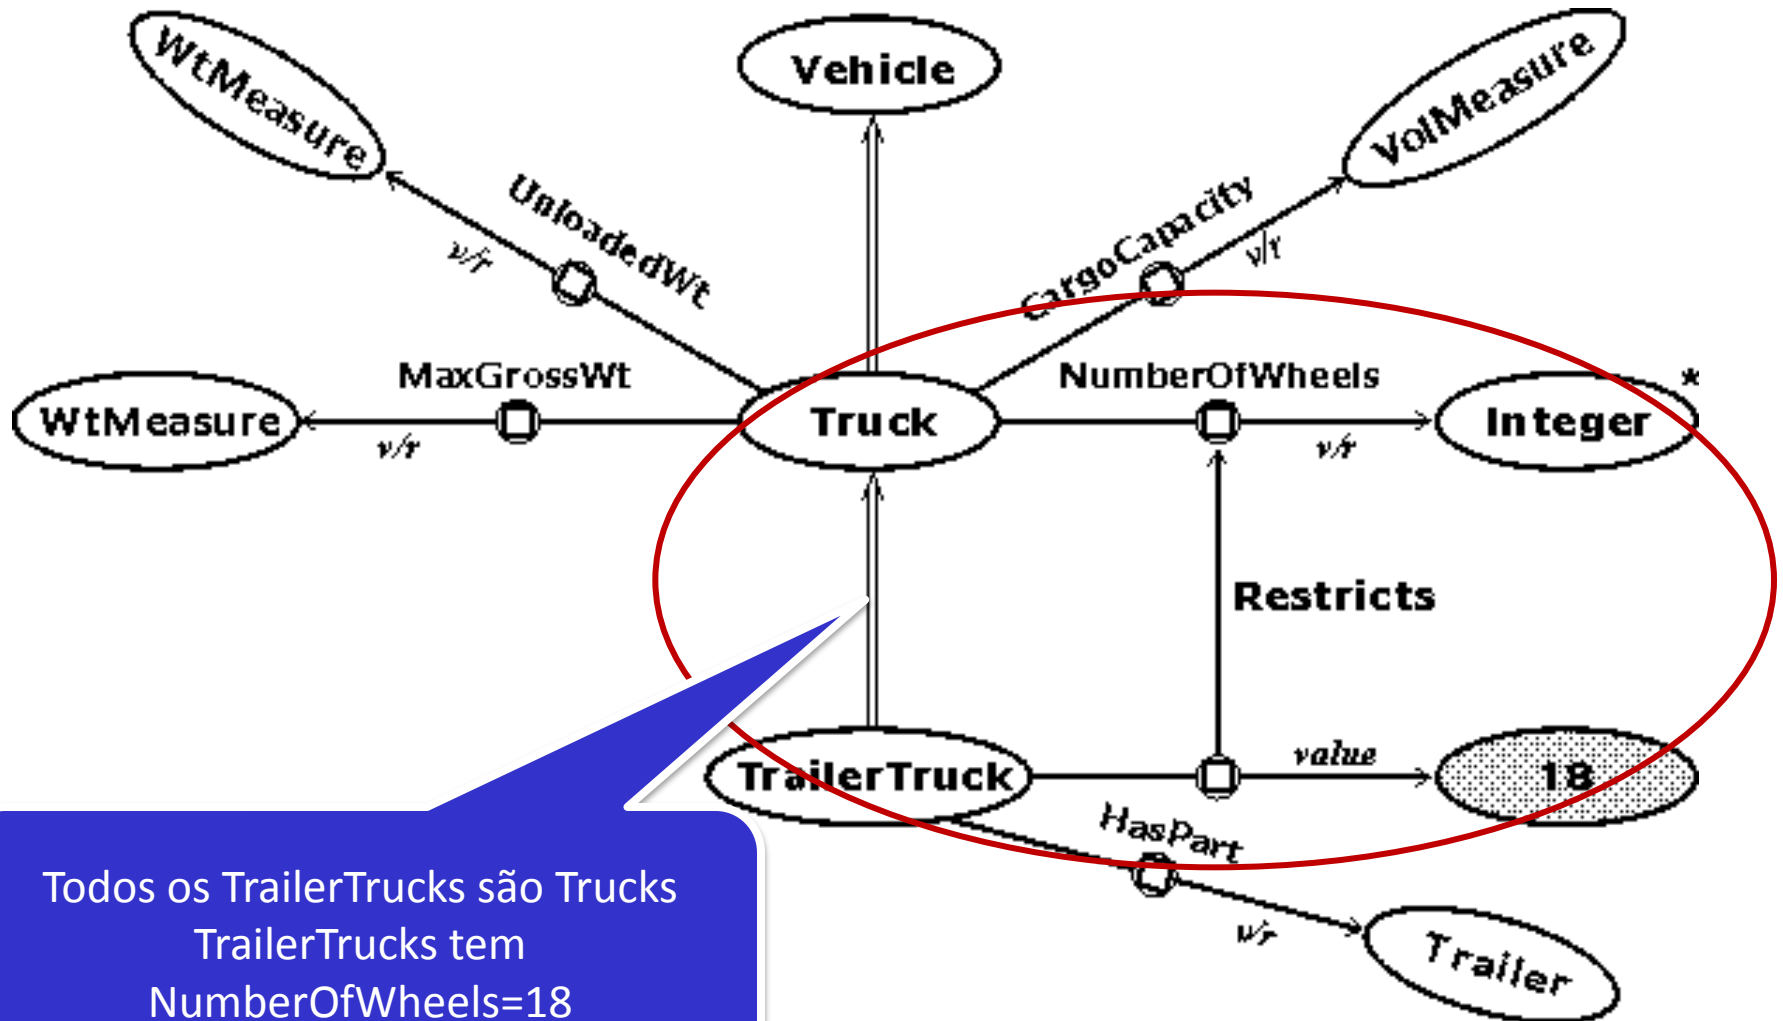 WtMeasure
Vehicle
VolMeasure
UnloadedWt
v/r
CargoCapacity
v/r
MaxGrossWt
NumberOfWheels
*
WtMeasure
v/r
Truck
v/r
Integer
Restricts
TrailerTruck
value
18
HasPart
v/r
Trailer
Todos os TrailerTrucks são Trucks
TrailerTrucks tem
NumberOfWheels=18